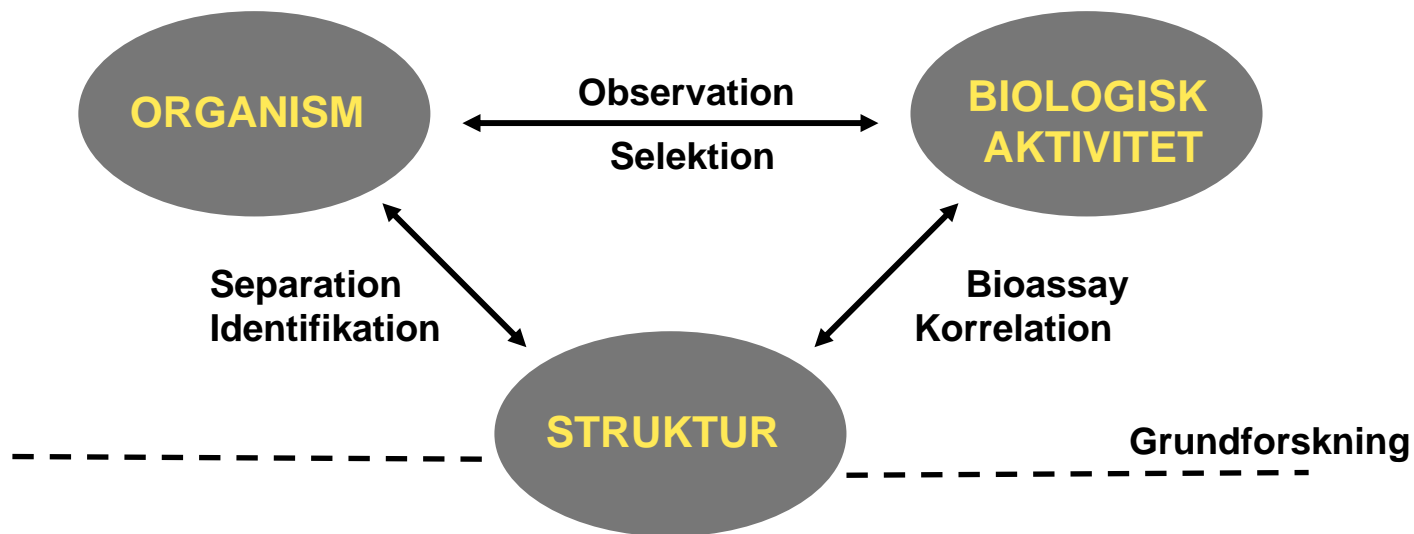 ORGANISM
Observation
Selektion
BIOLOGISK
AKTIVITET
Separation
Identifikation
Bioassay
Korrelation
STRUKTUR
Grundforskning